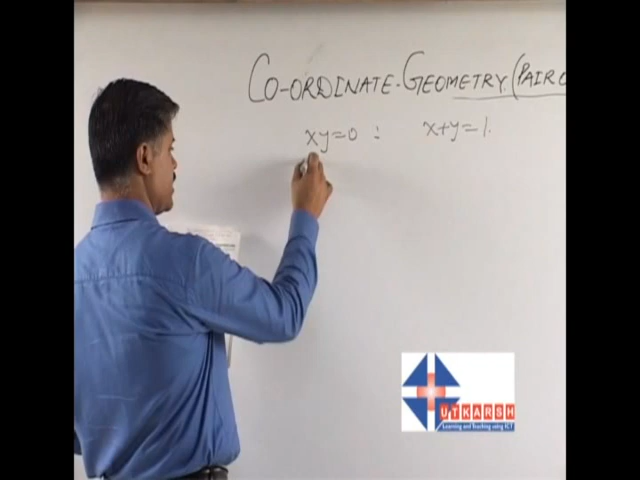 CO-ORDINATE-GEOMETRY. (PAIR O
xy=0 : x+y=1.
UTKARSH
Learning and Teaching using ICT